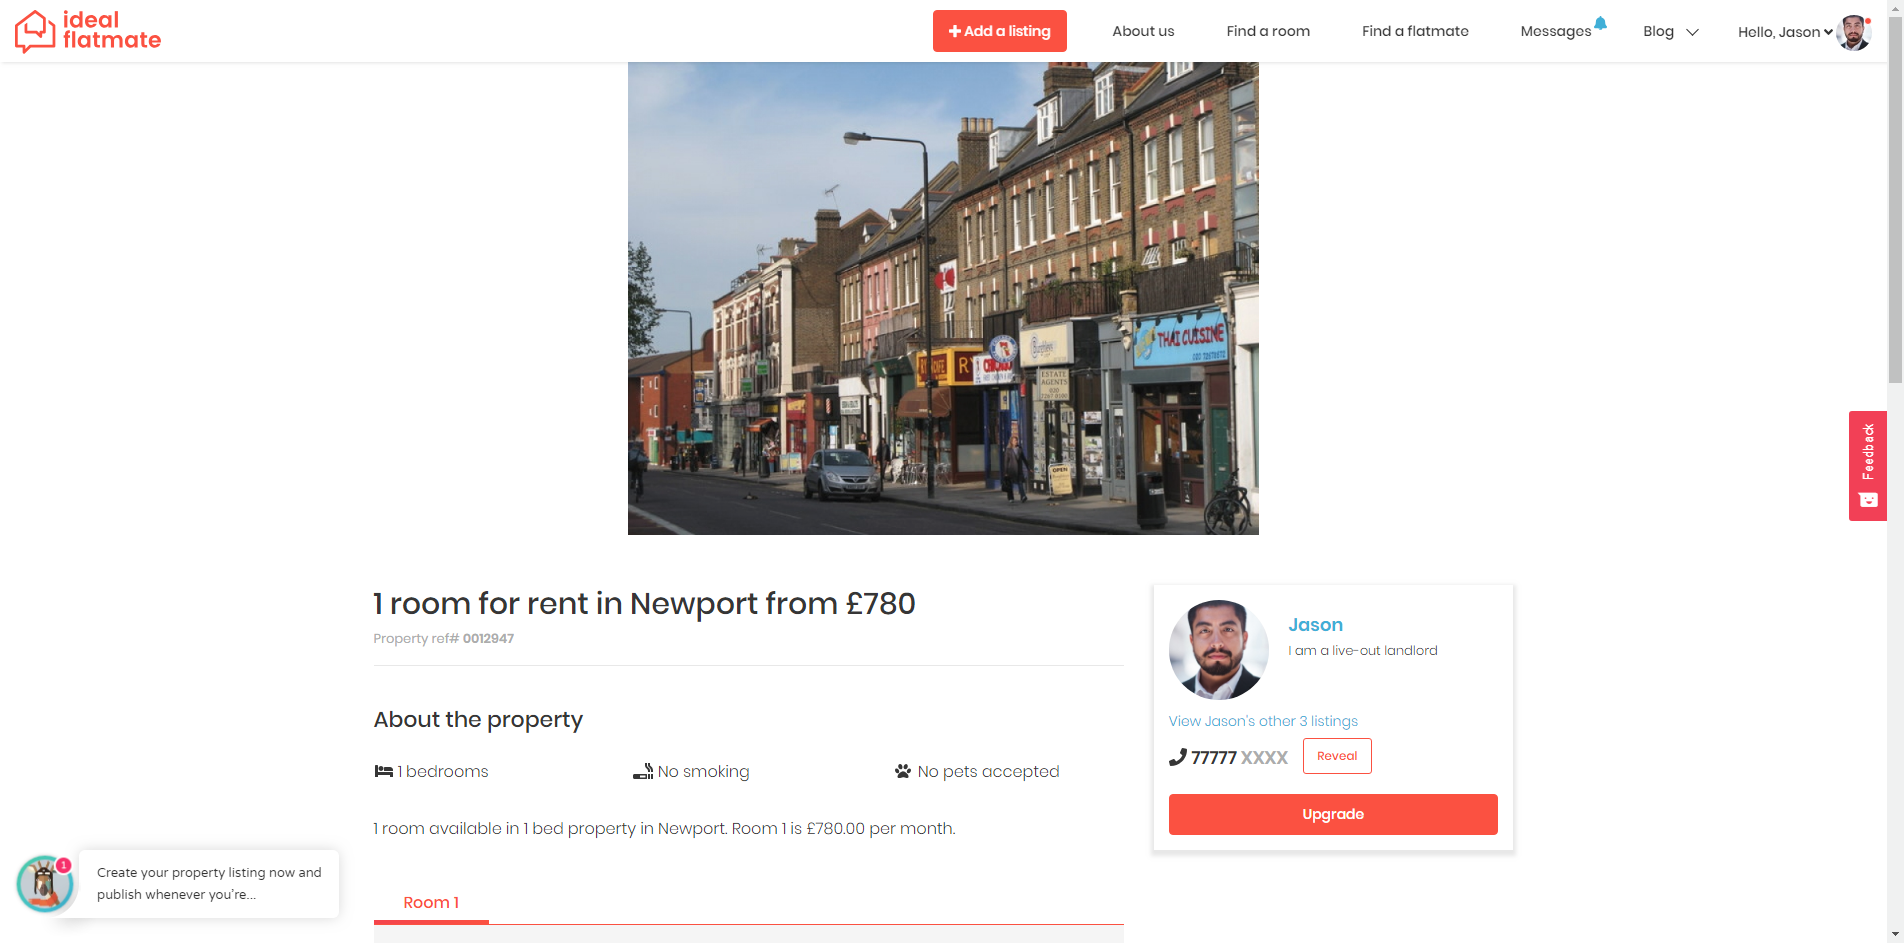 ideal
flatmate
Add a listing
About us
Find a room
Find a flatmate
Messages
Blog
Hello, Jason
THAI CUISINE
CHICAGO
ESTATE
AGENTS
OPEN
Feedback
1 room for rent in Newport from £780
Property ref# 0012947
About the property
1 bedrooms
No smoking
No pets accepted
1 room available in 1 bed property in Newport. Room 1 is £780.00 per month.
Room 1
Jason
I am a live-out landlord
View Jason's other 3 listings
77777 XXXX
Reveal
Upgrade
1
Create your property listing now and
publish whenever you're...